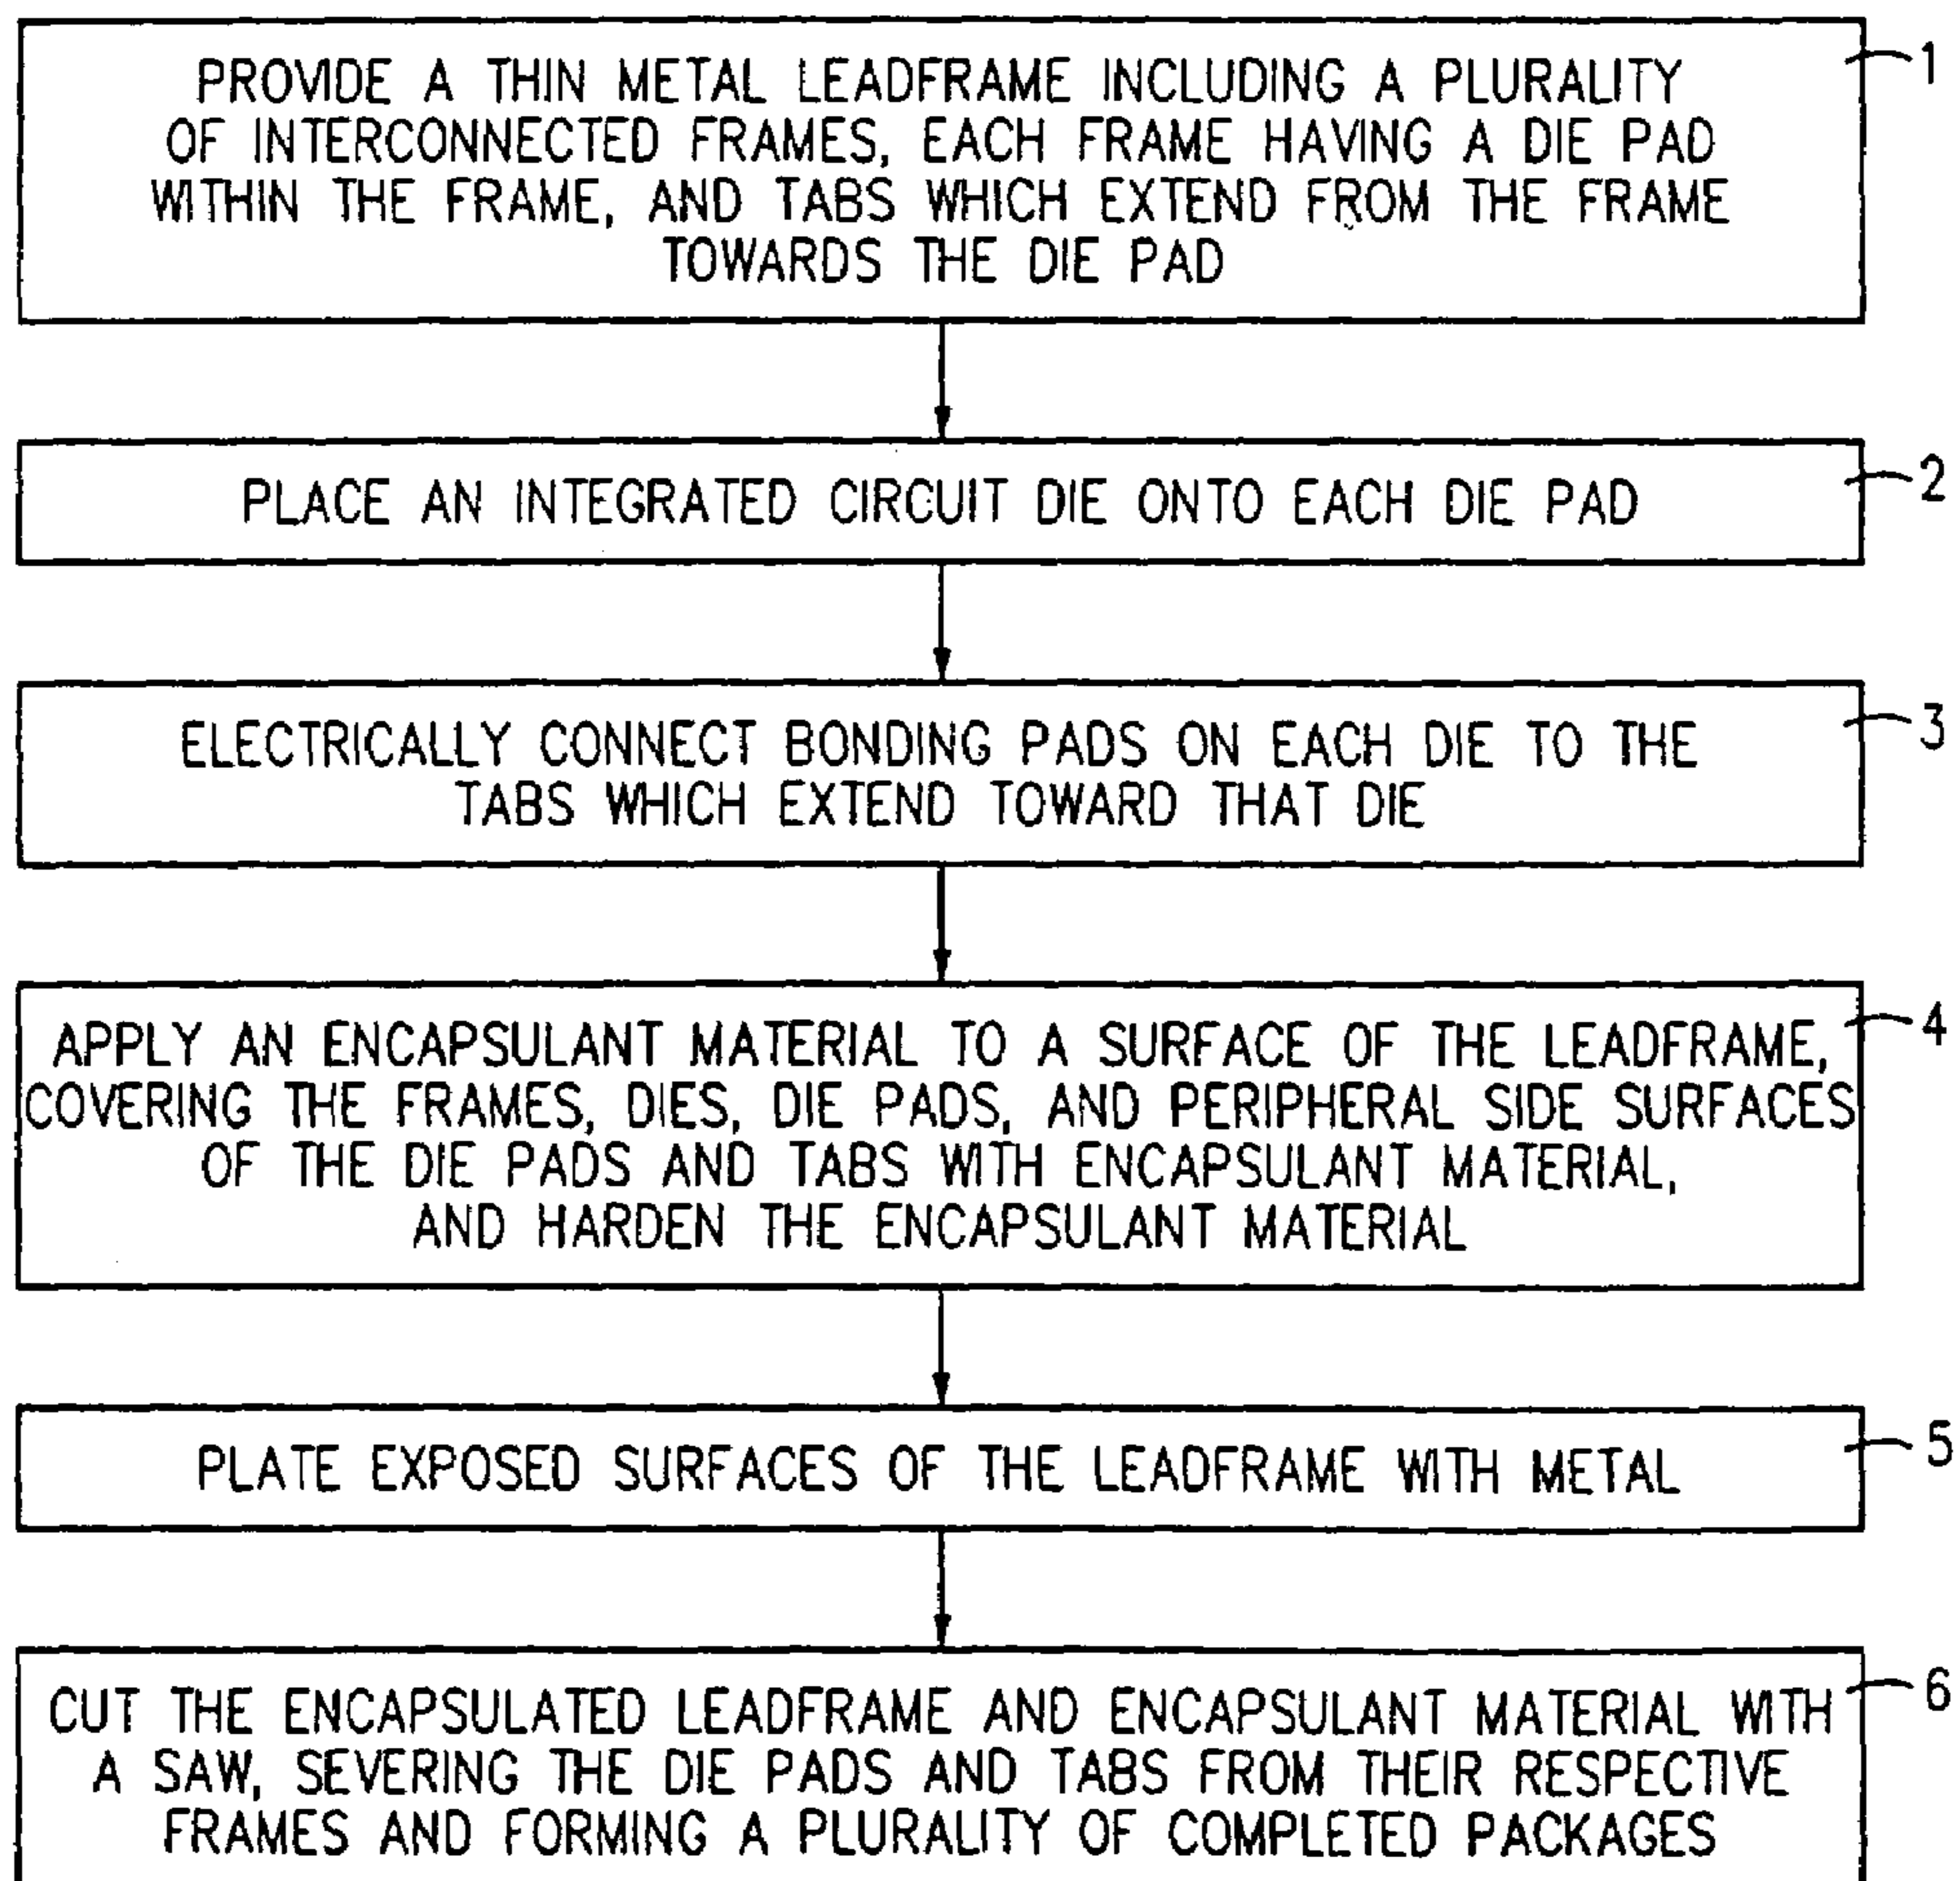 PROVIDE A THIN METAL LEADFRAME INCLUDING A PLURALITY
OF INTERCONNECTED FRAMES, EACH FRAME HAVING A DIE PAD
WITHIN THE FRAME, AND TABS WHICH EXTEND FROM THE FRAME
TOWARDS THE DIE PAD
1
PLACE AN INTEGRATED CIRCUIT DIE ONTO EACH DIE PAD
2
ELECTRICALLY CONNECT BONDING PADS ON EACH DIE TO THE
TABS WHICH EXTEND TOWARD THAT DIE
3
APPLY AN ENCAPSULANT MATERIAL TO A SURFACE OF THE LEADFRAME,
COVERING THE FRAMES, DIES, DIE PADS, AND PERIPHERAL SIDE SURFACES
OF THE DIE PADS AND TABS WITH ENCAPSULANT MATERIAL,
AND HARDEN THE ENCAPSULANT MATERIAL
4
PLATE EXPOSED SURFACES OF THE LEADFRAME WITH METAL
5
CUT THE ENCAPSULATED LEADFRAME AND ENCAPSULANT MATERIAL WITH
A SAW, SEVERING THE DIE PADS AND TABS FROM THEIR RESPECTIVE
FRAMES AND FORMING A PLURALITY OF COMPLETED PACKAGES
6